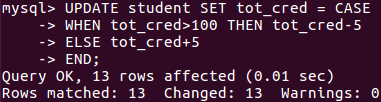 mysql> UPDATE student SET tot_cred = CASE
    -> WHEN tot_cred>100 THEN tot_cred-5
    -> ELSE tot_cred+5
    -> END;
Query OK, 13 rows affected (0.01 sec)
Rows matched: 13  Changed: 13  Warnings: 0